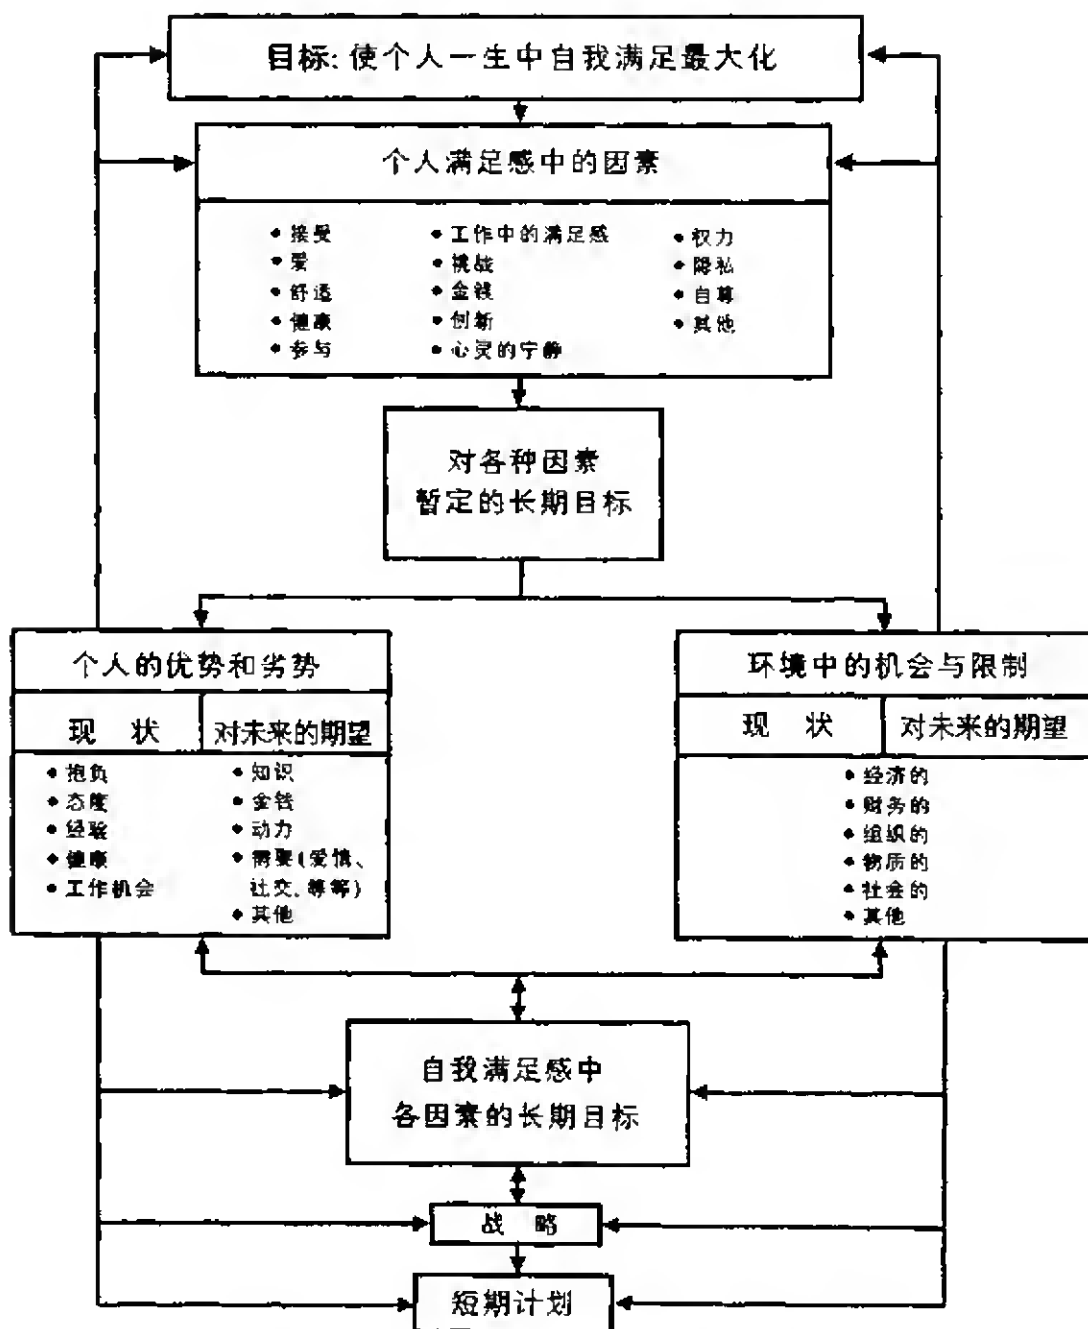 目标:使个人一生中自我满足最大化
个人满足感中的因素
• 接受
• 爱
• 舒适
• 健康
• 参与
• 工作中的满足感
• 挑战
• 金钱
• 创新
• 心灵的宁静
• 权力
• 隐私
• 自尊
• 其他
对各种因素
暂定的长期目标
个人的优势和劣势
现 状
对未来的期望
• 抱负
• 态度
• 经验
• 健康
• 工作机会
• 知识
• 金钱
• 动力
• 需要(爱情、
社交、等等)
• 其他
环境中的机会与限制
现 状
对未来的期望
• 经济的
• 财务的
• 组织的
• 物质的
• 社会的
• 其他
自我满足感中
各因素的长期目标
战 略
短期计划